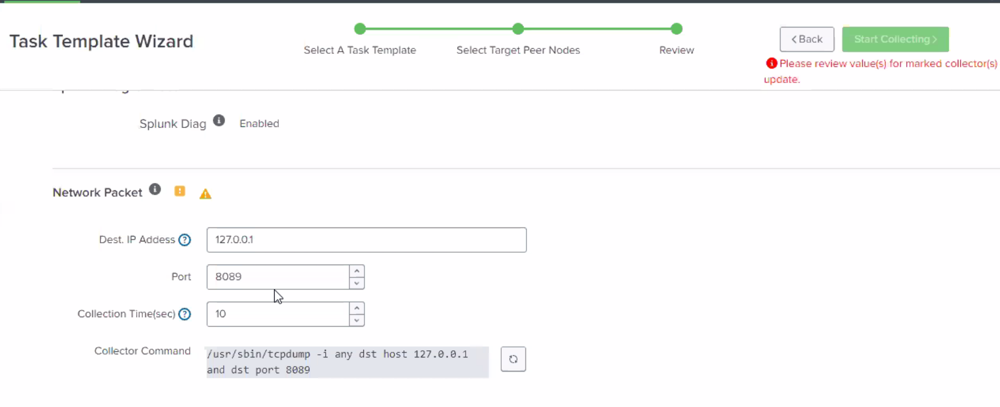 Task Template Wizard
Select A Task Template
Select Target Peer Nodes
Review
Back
Start Collecting
Please review value(s) for marked collector(s)
update.
Splunk Diag
Enabled
Network Packet
Dest. IP Addess
127.0.0.1
Port
8089
Collection Time(sec)
10
Collector Command
/usr/sbin/tcpdump -i any dst host 127.0.0.1
and dst port 8089